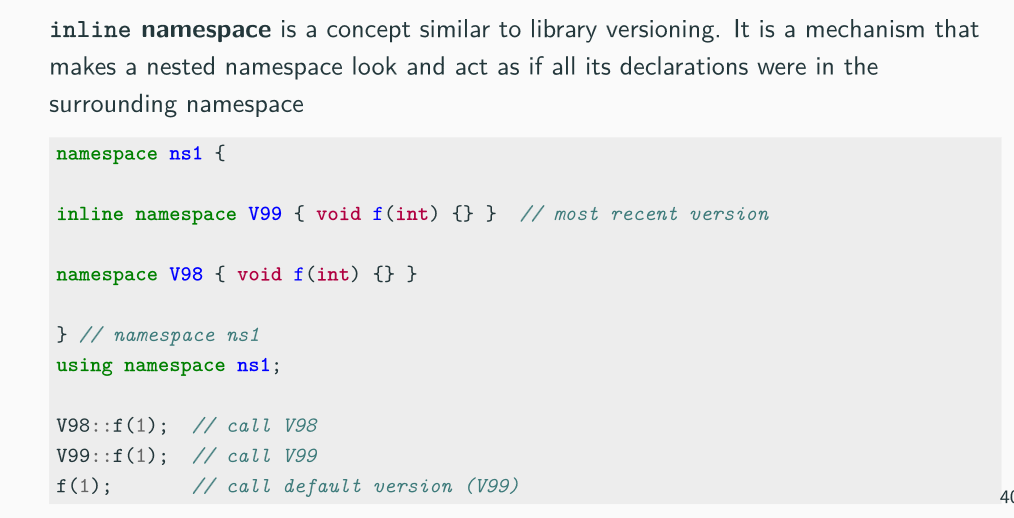 inline namespace is a concept similar to library versioning. It is a mechanism that
makes a nested namespace look and act as if all its declarations were in the
surrounding namespace
namespace ns1 {
inline namespace V99 { void f(int) {} }  // most recent version
namespace V98 { void f(int) {} }
} // namespace ns1
using namespace ns1;
V98::f(1);  // call V98
V99::f(1);  // call V99
f(1);       // call default version (V99)